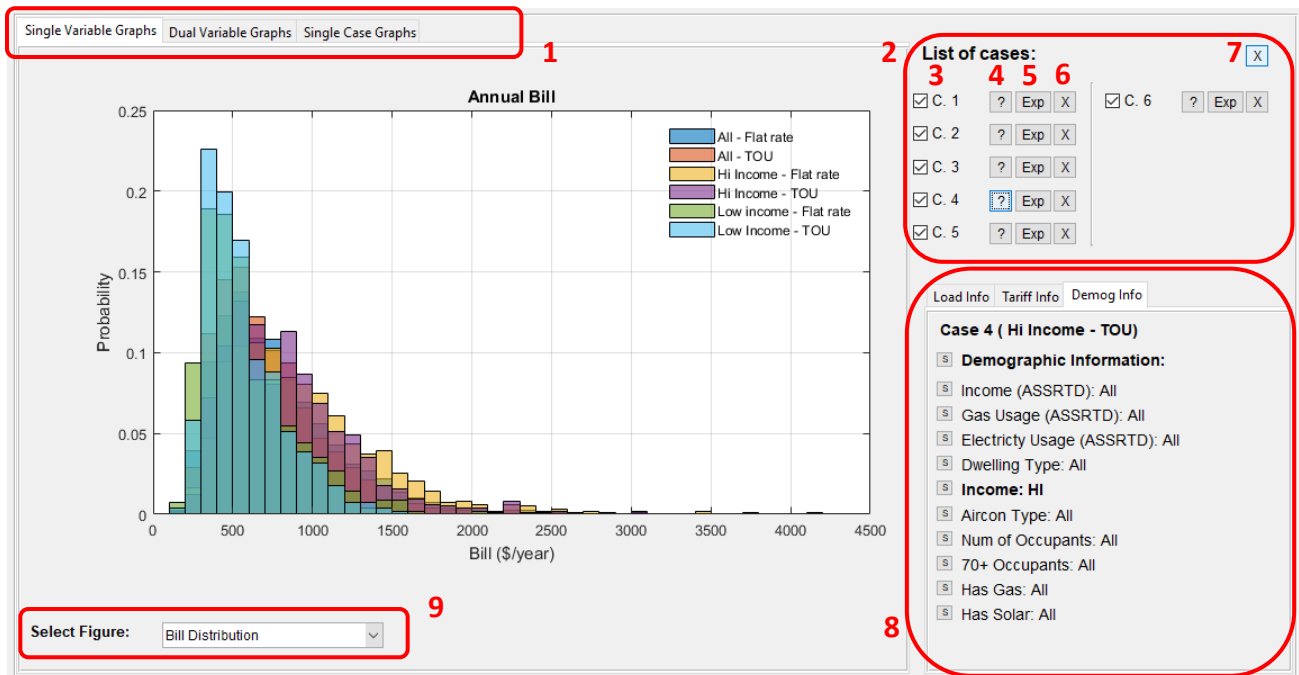 Single Variable Graphs Dual Variable Graphs Single Case Graphs
1
Annual Bill
0.25
0.2
0.15
0.1
0.05
0
Probability
All - Flat rate
All - TOU
Hi Income - Flat rate
Hi Income - TOU
Low income - Flat rate
Low Income - TOU
0 500 1000 1500 2000 2500 3000 3500 4000 4500
Bill ($/year)
9
Select Figure: Bill Distribution
2 List of cases: 7 X
3 4 5 6
C. 1 ? Exp X C. 6 ? Exp X
C. 2 ? Exp X
C. 3 ? Exp X
C. 4 ? Exp X
C. 5 ? Exp X
Load Info Tariff Info Demog Info
Case 4 ( Hi Income - TOU)
S Demographic Information:
S Income (ASSRTD): All
S Gas Usage (ASSRTD): All
S Electricty Usage (ASSRTD): All
S Dwelling Type: All
S Income: HI
S Aircon Type: All
S Num of Occupants: All
S 70+ Occupants: All
S Has Gas: All
S Has Solar: All
8